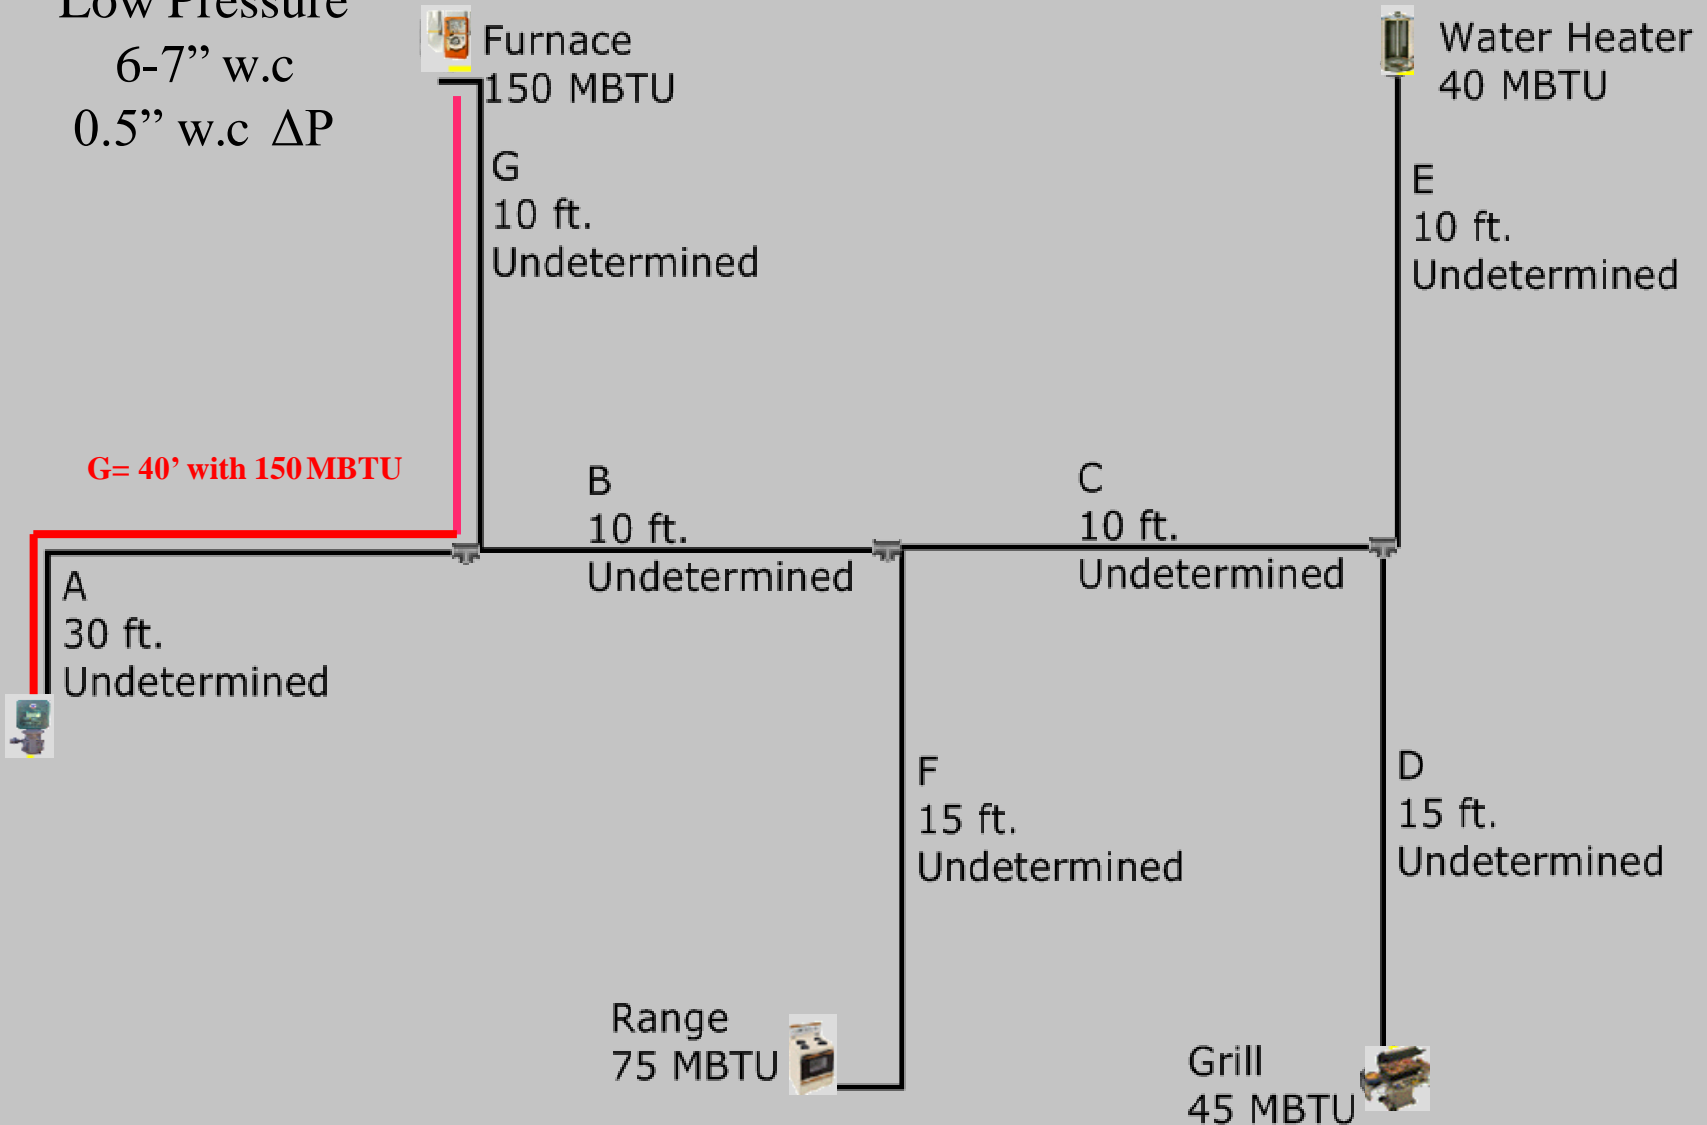 Low Pressure
6-7” w.c
0.5” w.c ΔP
Furnace
150 MBTU
Water Heater
40 MBTU
G
10 ft.
Undetermined
E
10 ft.
Undetermined
G= 40’ with 150 MBTU
B
10 ft.
Undetermined
C
10 ft.
Undetermined
A
30 ft.
Undetermined
F
15 ft.
Undetermined
D
15 ft.
Undetermined
Range
75 MBTU
Grill
45 MBTU